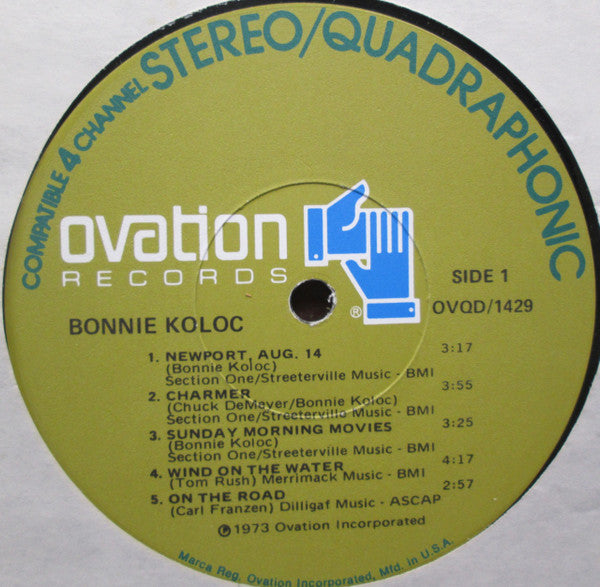 COMPATIBLE 4 CHANNEL STEREO/QUADRAPHONIC
ovation
RECORDS
®
SIDE 1
OVQD/1429
BONNIE KOLOC
1. NEWPORT, AUG. 14 3:17
(Bonnie Koloc)
Section One/Streeterville Music - BMI
2. CHARMER 3:55
(Chuck DeMeyer/Bonnie Koloc)
Section One/Streeterville Music - BMI
3. SUNDAY MORNING MOVIES 3:25
(Bonnie Koloc)
Section One/Streeterville Music - BMI
4. WIND ON THE WATER 4:17
(Tom Rush) Merrimack Music - BMI
5. ON THE ROAD 2:57
(Carl Franzen) Dilligaf Music - ASCAP
℗1973 Ovation Incorporated
Marca Reg. Ovation Incorporated, Mfd. in U.S.A.